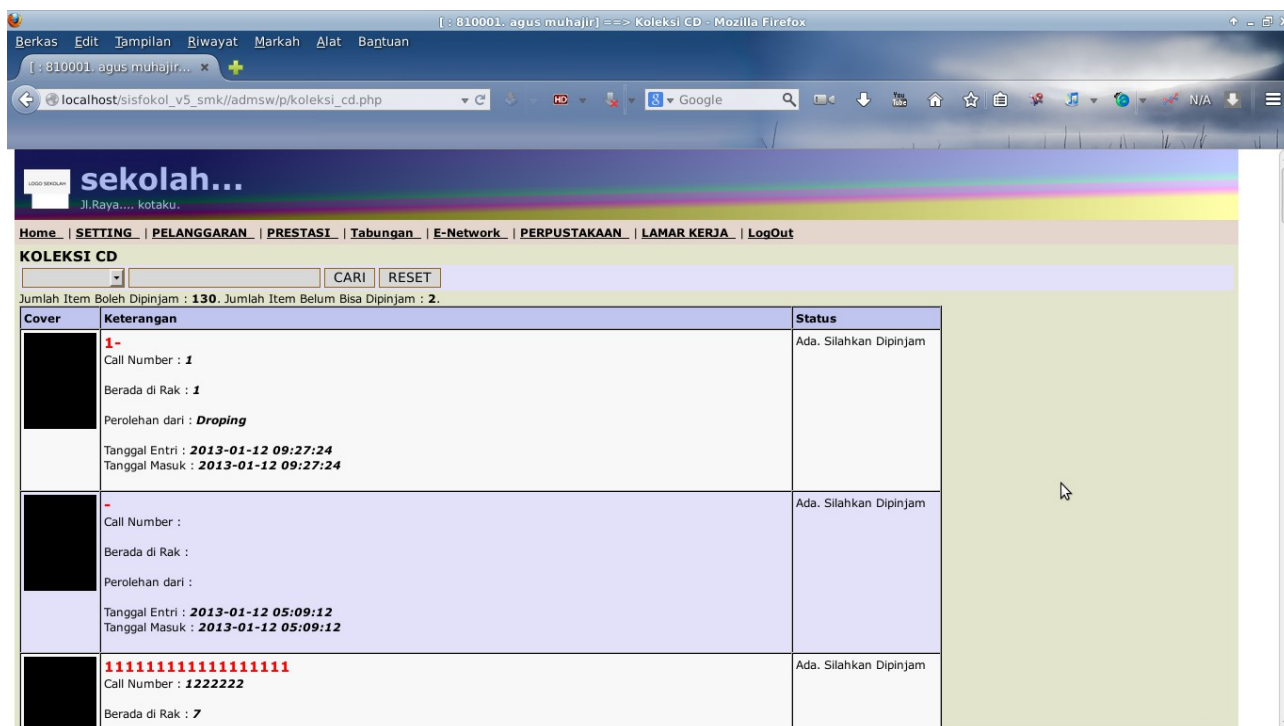 [ : 810001. agus muhajir] ==> Koleksi CD - Mozilla Firefox
Berkas Edit Tampilan Riwayat Markah Alat Bantuan
[ : 810001. agus muhajir...
localhost/sisfokol_v5_smk//admsw/p/koleksi_cd.php
HD
8 Google
You Tube
N/A
LOGO SEKOLAH
sekolah...
Jl.Raya.... kotaku.
Home | SETTING | PELANGGARAN | PRESTASI | Tabungan | E-Network | PERPUSTAKAAN | LAMAR KERJA | LogOut
KOLEKSI CD
CARI RESET
Jumlah Item Boleh Dipinjam : 130. Jumlah Item Belum Bisa Dipinjam : 2.
Cover Keterangan Status
1-
Ada. Silahkan Dipinjam
Call Number : 1
Berada di Rak : 1
Perolehan dari : Droping
Tanggal Entri : 2013-01-12 09:27:24
Tanggal Masuk : 2013-01-12 09:27:24
-
Ada. Silahkan Dipinjam
Call Number :
Berada di Rak :
Perolehan dari :
Tanggal Entri : 2013-01-12 05:09:12
Tanggal Masuk : 2013-01-12 05:09:12
111111111111111111
Ada. Silahkan Dipinjam
Call Number : 1222222
Berada di Rak : 7